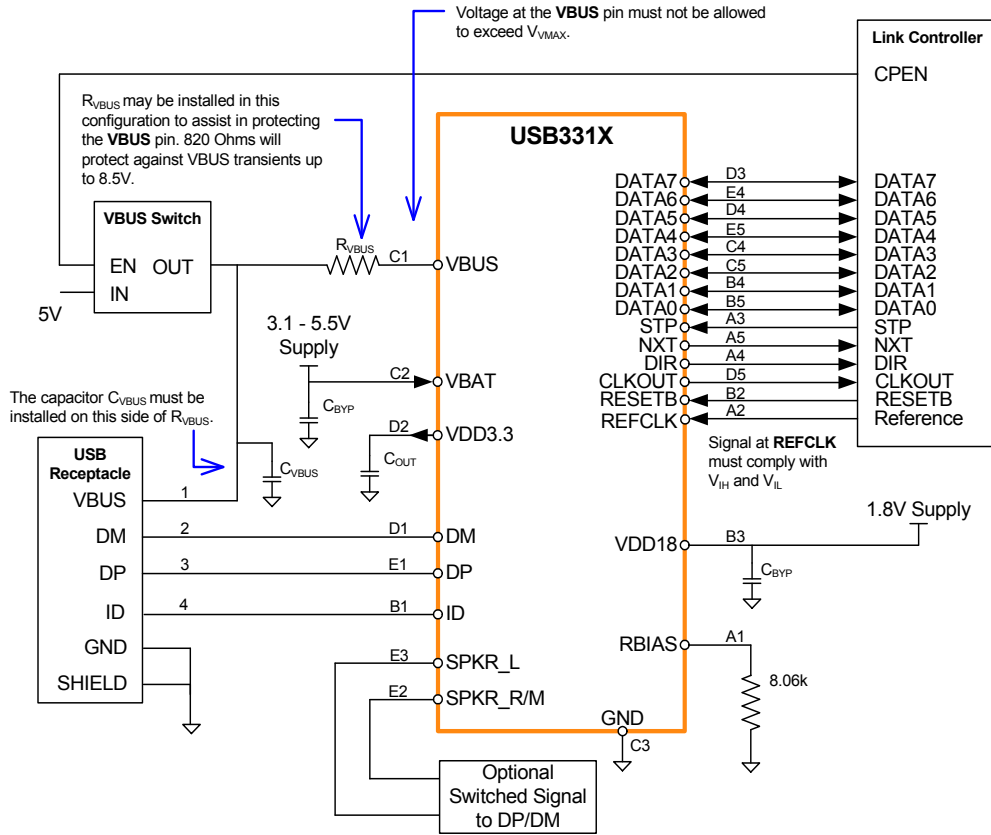 Voltage at the VBUS pin must not be allowed
to exceed VVMAX.
Link Controller
CPEN
RVBUS may be installed in this
configuration to assist in protecting
the VBUS pin. 820 Ohms will
protect against VBUS transients up
to 8.5V.
USB331X
VBUS Switch
EN OUT
IN
5V
RVBUS
C1
VBUS
DATA7 D3 DATA7
DATA6 E4 DATA6
DATA5 D4 DATA5
DATA4 E5 DATA4
DATA3 C4 DATA3
DATA2 C5 DATA2
DATA1 B4 DATA1
DATA0 B5 DATA0
STP A3 STP
NXT A5 NXT
DIR A4 DIR
CLKOUT D5 CLKOUT
RESETB B2 RESETB
REFCLK A2 Reference
3.1 - 5.5V
Supply
C2
VBAT
CBYP
D2
VDD3.3
COUT
Signal at REFCLK
must comply with
VIH and VIL
The capacitor CVBUS must be
installed on this side of RVBUS.
CVBUS
USB
Receptacle
VBUS 1
DM 2 D1 DM
DP 3 E1 DP
ID 4 B1 ID
GND
SHIELD
1.8V Supply
VDD18 B3
CBYP
RBIAS A1
8.06k
E3 SPKR_L
E2 SPKR_R/M
GND
C3
Optional
Switched Signal
to DP/DM